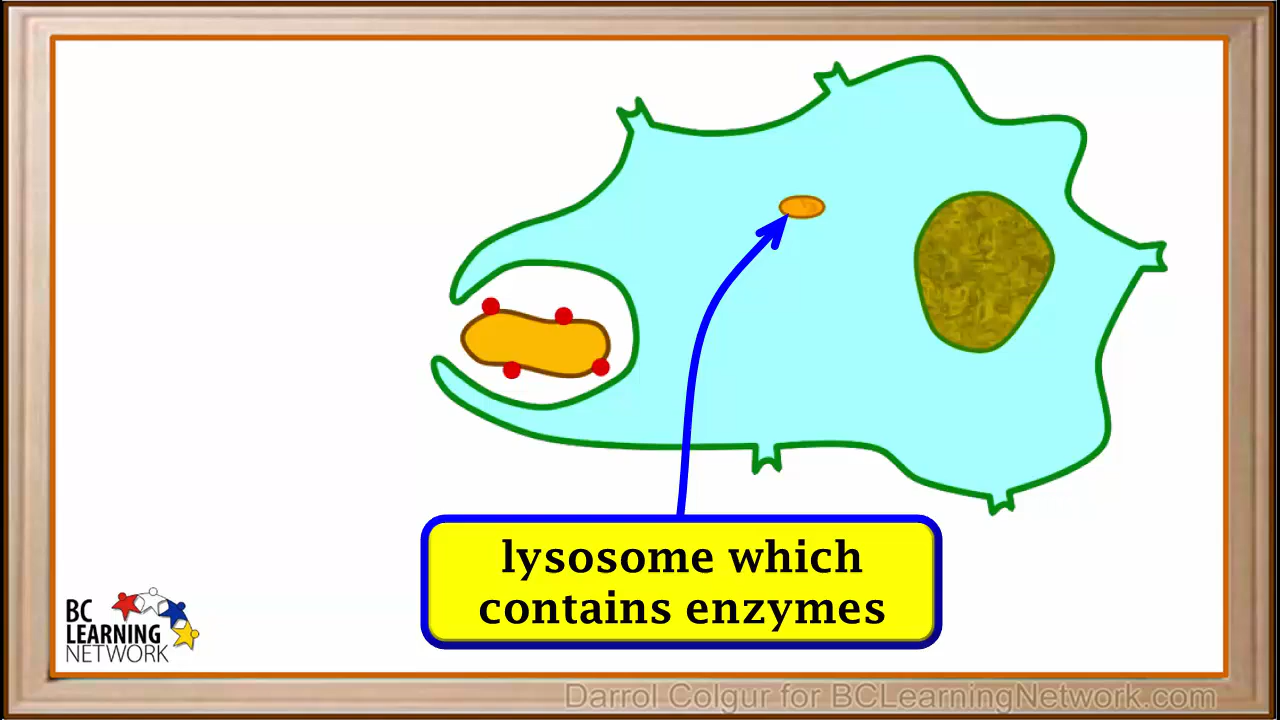 lysosome which
contains enzymes
BC
LEARNING
NETWORK
Darrol Colgur for BCLearningNetwork.com